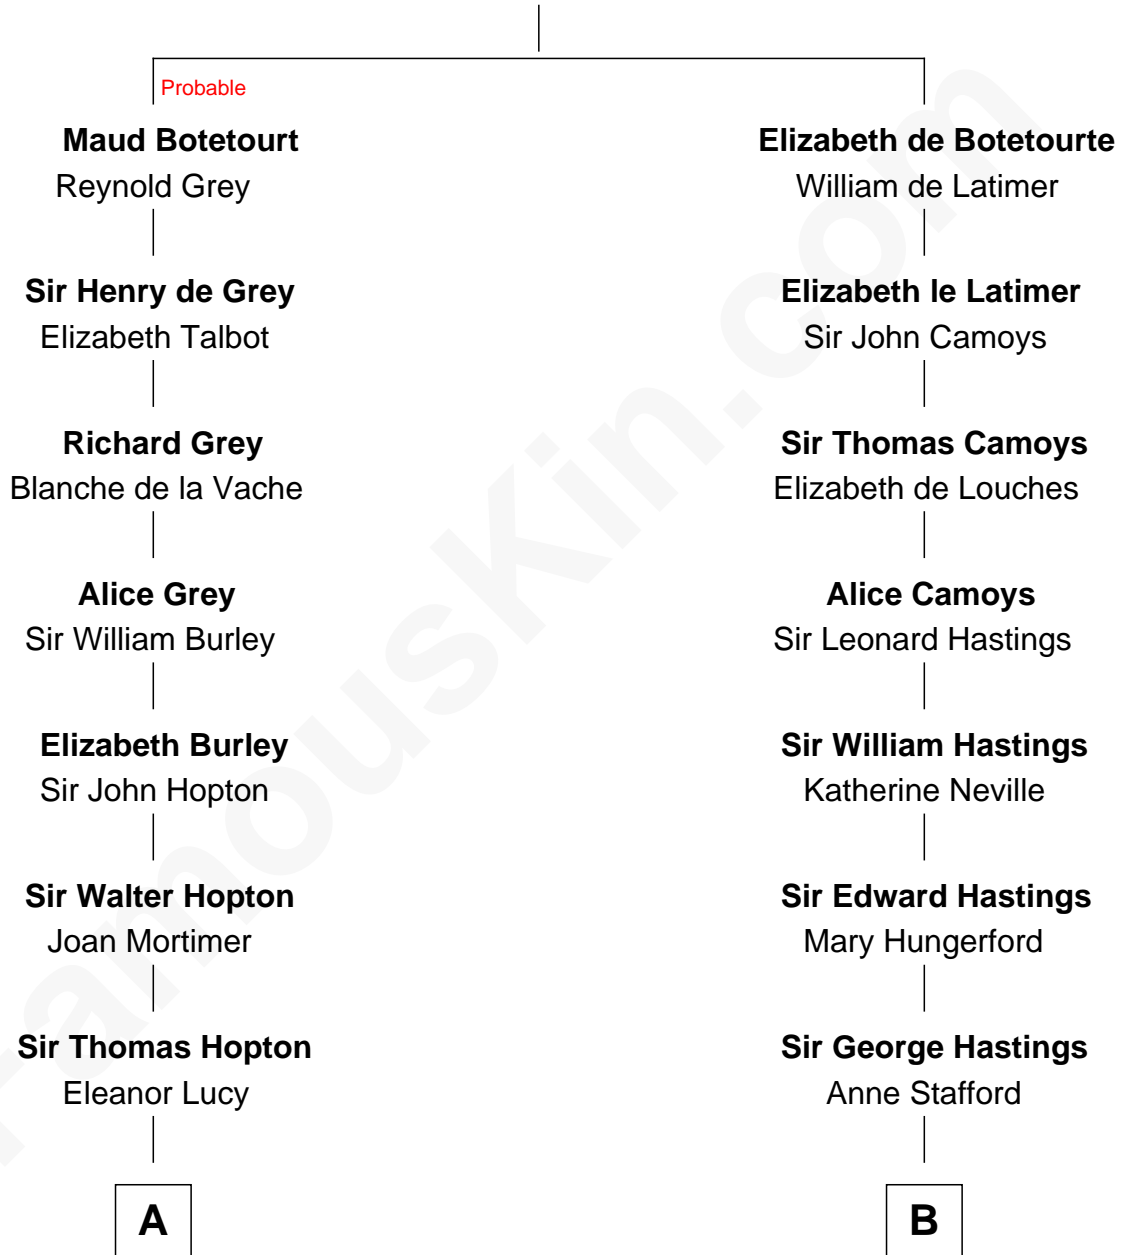 Probable
Maud Botetourt
Reynold Grey
Sir Henry de Grey
Elizabeth Talbot
Richard Grey
Blanche de la Vache
Alice Grey
Sir William Burley
Elizabeth Burley
Sir John Hopton
Sir Walter Hopton
Joan Mortimer
Sir Thomas Hopton
Eleanor Lucy
A
Elizabeth de Botetourte
William de Latimer
Elizabeth le Latimer
Sir John Camoys
Sir Thomas Camoys
Elizabeth de Louches
Alice Camoys
Sir Leonard Hastings
Sir William Hastings
Katherine Neville
Sir Edward Hastings
Mary Hungerford
Sir George Hastings
Anne Stafford
B
FamousKin.com